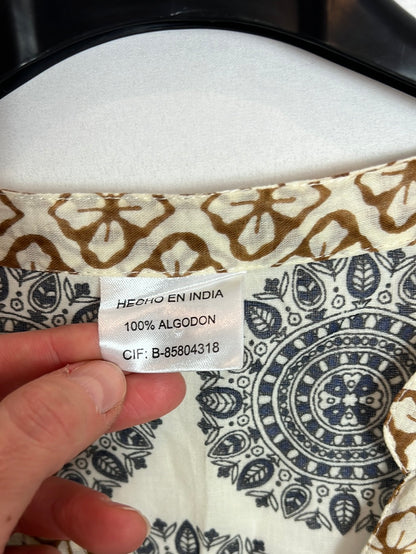 HECHO EN INDIA
100% ALGODON
CIF: B-85804318